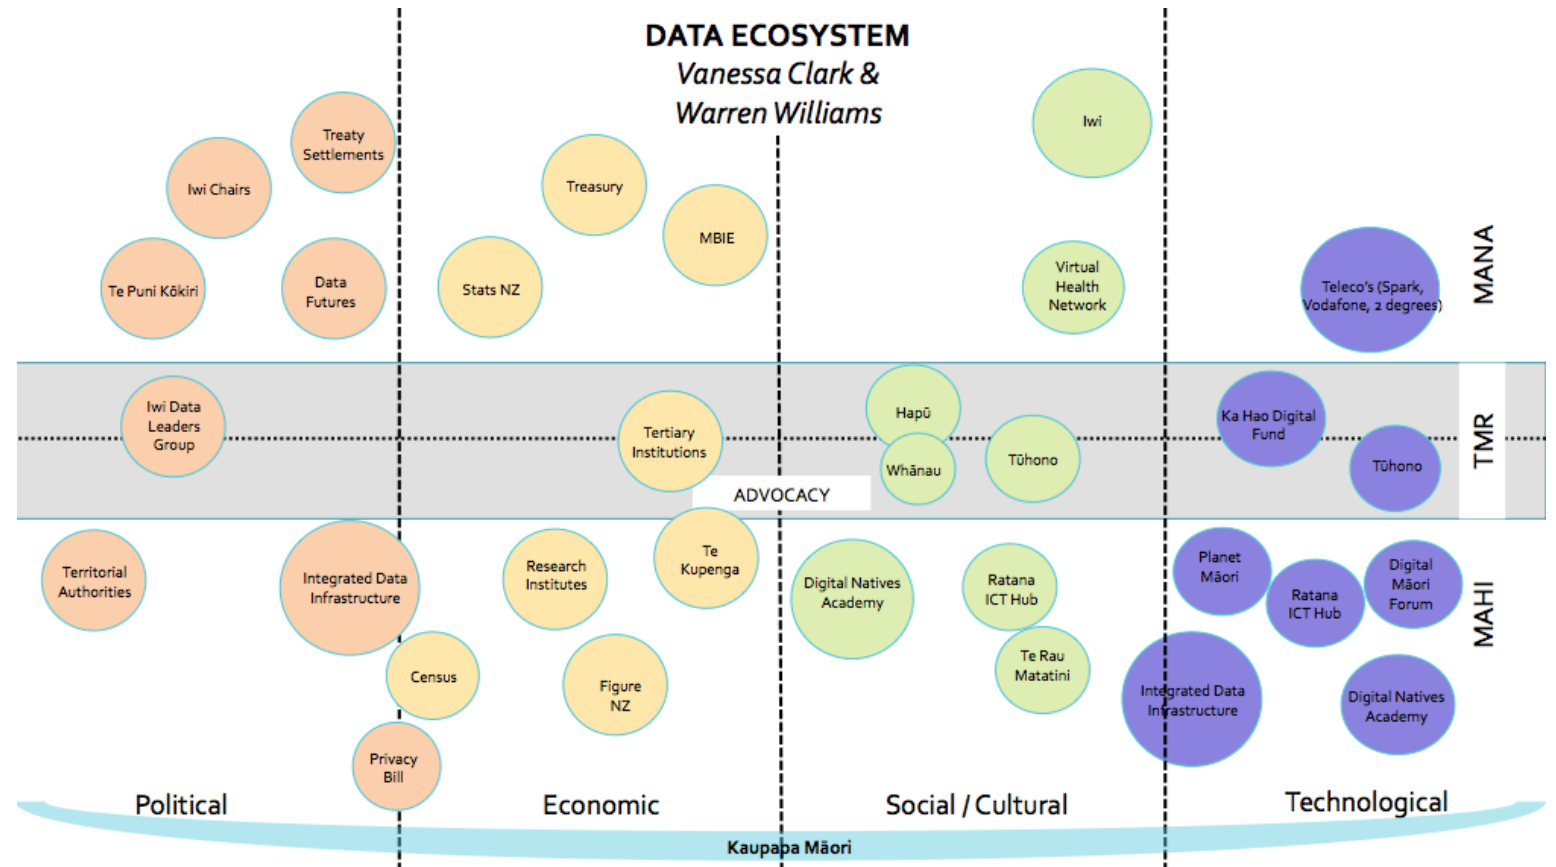 DATA ECOSYSTEM
Vanessa Clark &
Warren Williams
Treaty
Settlements
Iwi Chairs
Te Puni Kōkiri
Data
Futures
Treasury
MBIE
Stats NZ
Iwi
Virtual
Health
Network
Teleco's (Spark,
Vodafone, 2 degrees)
MANA
Iwi Data
Leaders
Group
Tertiary
Institutions
Hapū
Whānau
Tūhono
Ka Hao Digital
Fund
Tūhono
TMR
ADVOCACY
Territorial
Authorities
Integrated Data
Infrastructure
Census
Privacy
Bill
Research
Institutes
Te
Kupenga
Figure
NZ
Digital Natives
Academy
Ratana
ICT Hub
Te Rau
Matatini
Planet
Māori
Ratana
ICT Hub
Digital
Māori
Forum
Integrated Data
Infrastructure
Digital Natives
Academy
MAHI
Political
Economic
Social / Cultural
Technological
Kaupapa Māori